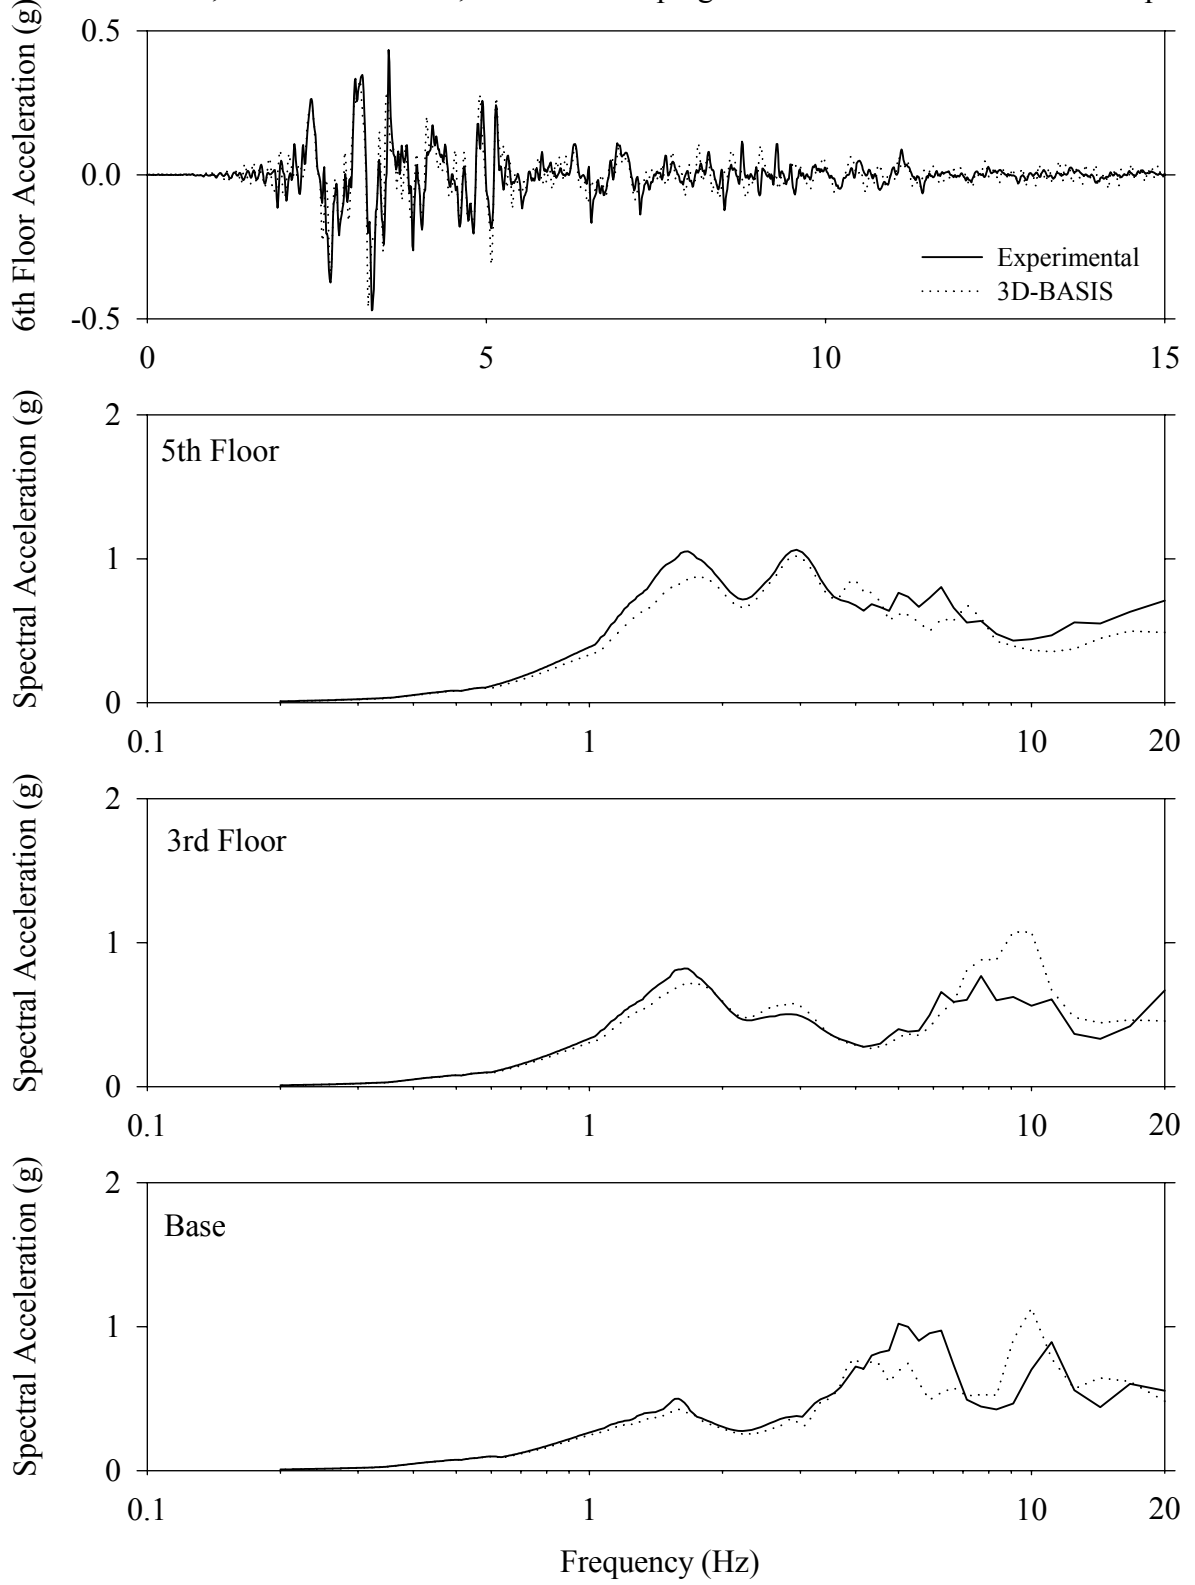 6th Floor Acceleration (g)
0.5
0.0
-0.5
Experimental
3D-BASIS
0 5 10 15
Spectral Acceleration (g)
2
5th Floor
1
0
0.1 1 10 20
Spectral Acceleration (g)
2
3rd Floor
1
0
0.1 1 10 20
Spectral Acceleration (g)
2
Base
1
0
0.1 1 10 20
Frequency (Hz)